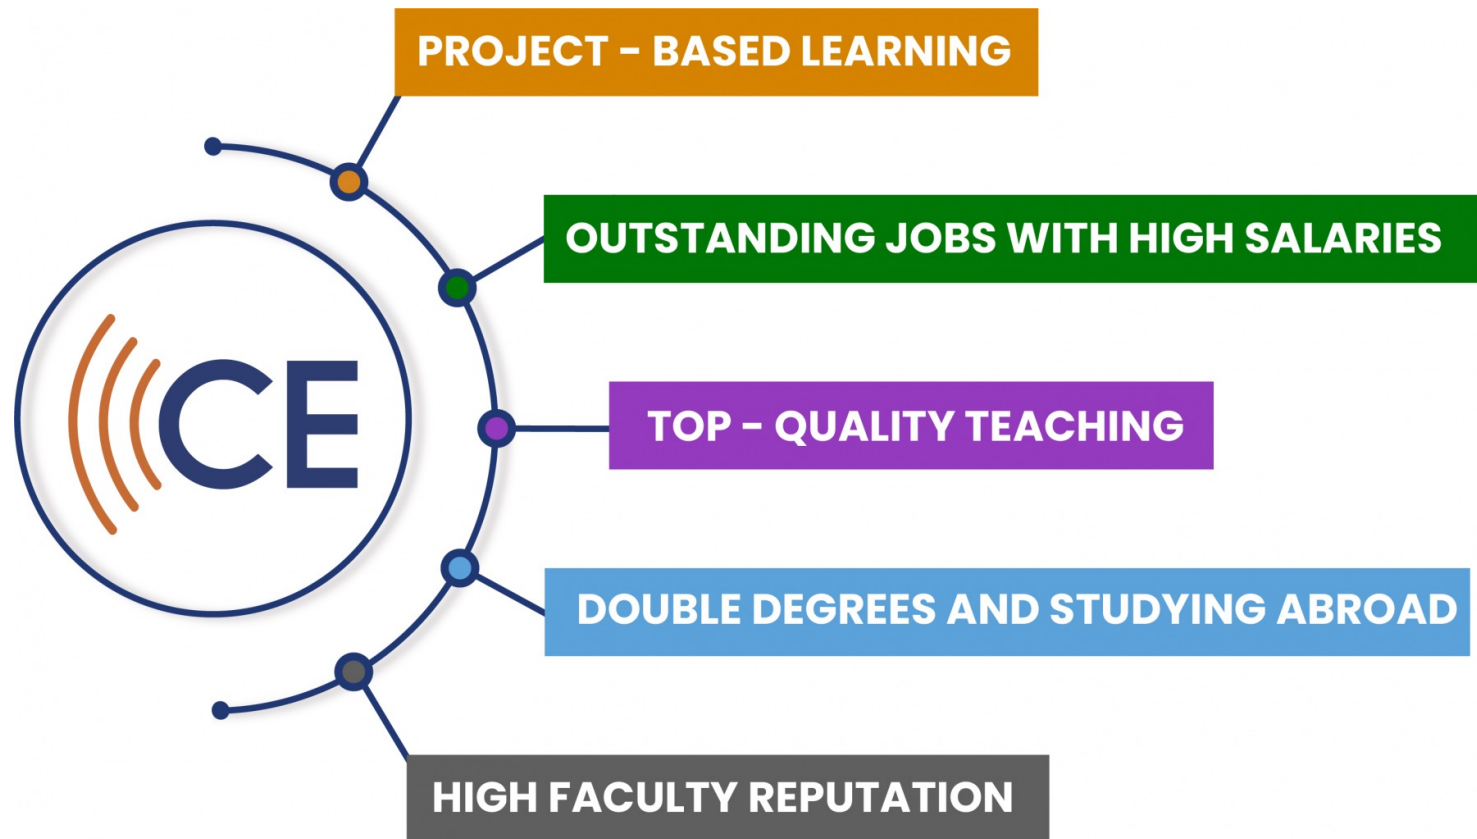 PROJECT - BASED LEARNING
OUTSTANDING JOBS WITH HIGH SALARIES
CE
TOP - QUALITY TEACHING
DOUBLE DEGREES AND STUDYING ABROAD
HIGH FACULTY REPUTATION